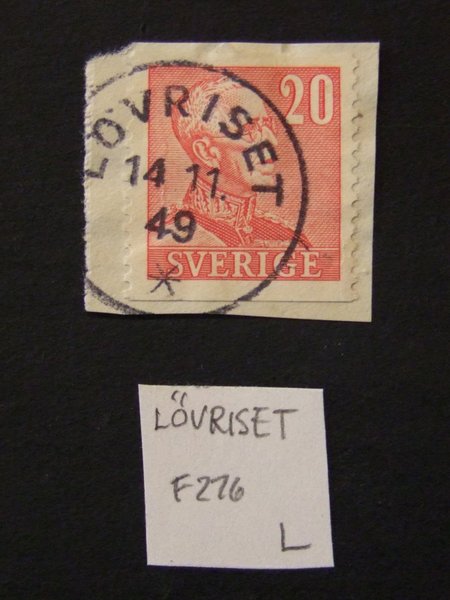 LÖVRISET
14 11.
49
*
20
SVERIGE
LÖVRISET
F276
L